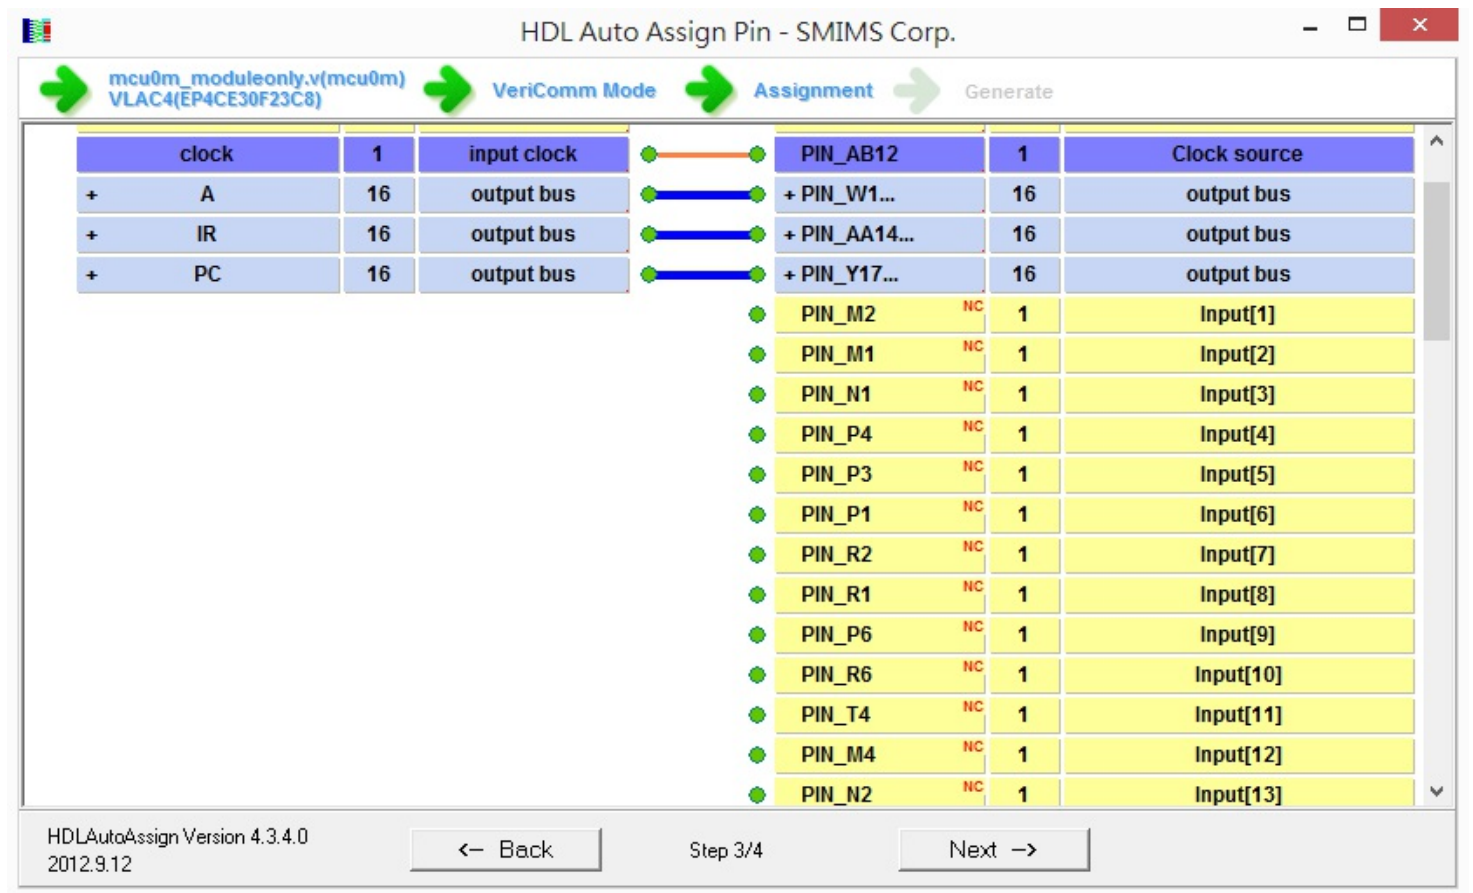 HDL Auto Assign Pin - SMIMS Corp.
mcu0m_moduleonly.v(mcu0m)
VLAC4(EP4CE30F23C8)
VeriComm Mode
Assignment
Generate
clock 1 input clock PIN_AB12 1 Clock source
+ A 16 output bus + PIN_W1... 16 output bus
+ IR 16 output bus + PIN_AA14... 16 output bus
+ PC 16 output bus + PIN_Y17... 16 output bus
PIN_M2 NC 1 Input[1]
PIN_M1 NC 1 Input[2]
PIN_N1 NC 1 Input[3]
PIN_P4 NC 1 Input[4]
PIN_P3 NC 1 Input[5]
PIN_P1 NC 1 Input[6]
PIN_R2 NC 1 Input[7]
PIN_R1 NC 1 Input[8]
PIN_P6 NC 1 Input[9]
PIN_R6 NC 1 Input[10]
PIN_T4 NC 1 Input[11]
PIN_M4 NC 1 Input[12]
PIN_N2 NC 1 Input[13]
HDLAutoAssign Version 4.3.4.0
2012.9.12
<-- Back
Step 3/4
Next -->